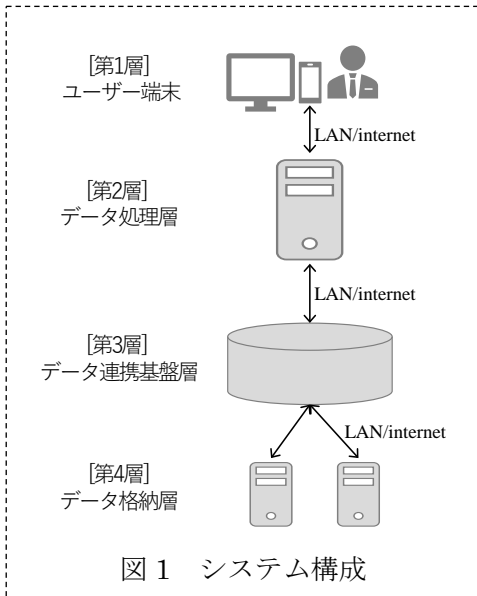 [第1層]
ユーザー端末
LAN/internet
[第2層]
データ処理層
LAN/internet
[第3層]
データ連携基盤層
LAN/internet
[第4層]
データ格納層
図1 システム構成